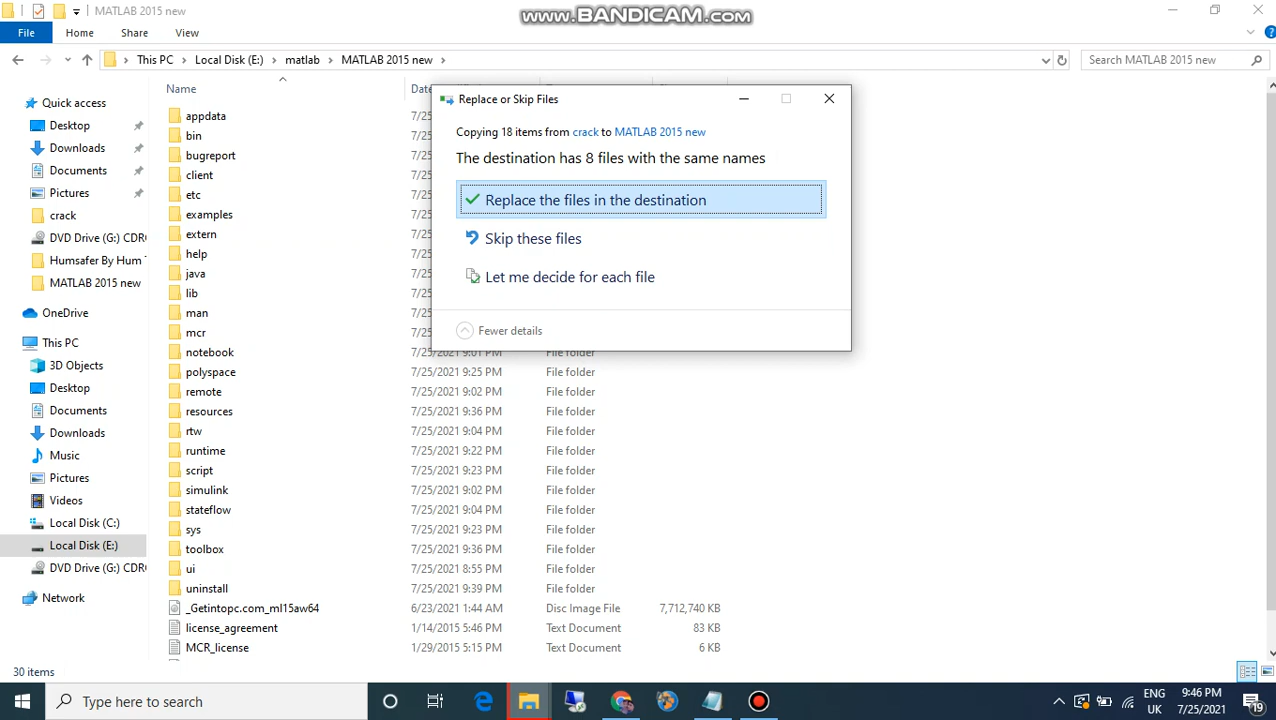 MATLAB 2015 new
www.BANDICAM.com
File Home Share View
This PC Local Disk (E:) matlab MATLAB 2015 new
Search MATLAB 2015 new
Name
Quick access
Desktop
Downloads
Documents
Pictures
crack
DVD Drive (G:) CDR
Humsafer By Hum
MATLAB 2015 new
OneDrive
This PC
3D Objects
Desktop
Documents
Downloads
Music
Pictures
Videos
Local Disk (C:)
Local Disk (E:)
DVD Drive (G:) CDR
Network
appdata
bin
bugreport
client
etc
examples
extern
help
java
lib
man
mcr
notebook 7/25/2021 9:01 PM File folder
polyspace 7/25/2021 9:25 PM File folder
remote 7/25/2021 9:02 PM File folder
resources 7/25/2021 9:36 PM File folder
rtw 7/25/2021 9:04 PM File folder
runtime 7/25/2021 9:22 PM File folder
script 7/25/2021 9:23 PM File folder
simulink 7/25/2021 9:02 PM File folder
stateflow 7/25/2021 9:04 PM File folder
sys 7/25/2021 9:23 PM File folder
toolbox 7/25/2021 9:36 PM File folder
ui 7/25/2021 8:55 PM File folder
uninstall 7/25/2021 9:39 PM File folder
_Getintopc.com_ml15aw64 6/23/2021 1:44 AM Disc Image File 7,712,740 KB
license_agreement 1/14/2015 5:46 PM Text Document 83 KB
MCR_license 1/29/2015 5:15 PM Text Document 6 KB
Replace or Skip Files
Copying 18 items from crack to MATLAB 2015 new
The destination has 8 files with the same names
Replace the files in the destination
Skip these files
Let me decide for each file
Fewer details
30 items
Type here to search
ENG
UK
9:46 PM
7/25/2021
19